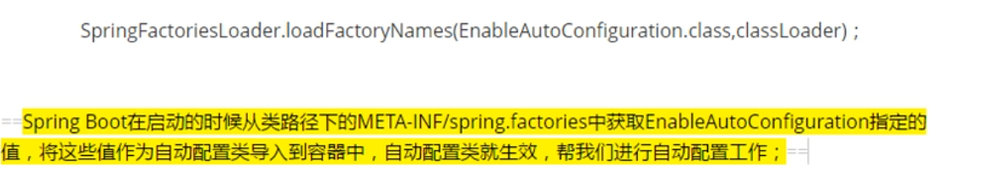 SpringFactoriesLoader.loadFactoryNames(EnableAutoConfiguration.class,classLoader)；
==Spring Boot在启动的时候从类路径下的META-INF/spring.factories中获取EnableAutoConfiguration指定的
值，将这些值作为自动配置类导入到容器中，自动配置类就生效，帮我们进行自动配置工作；==